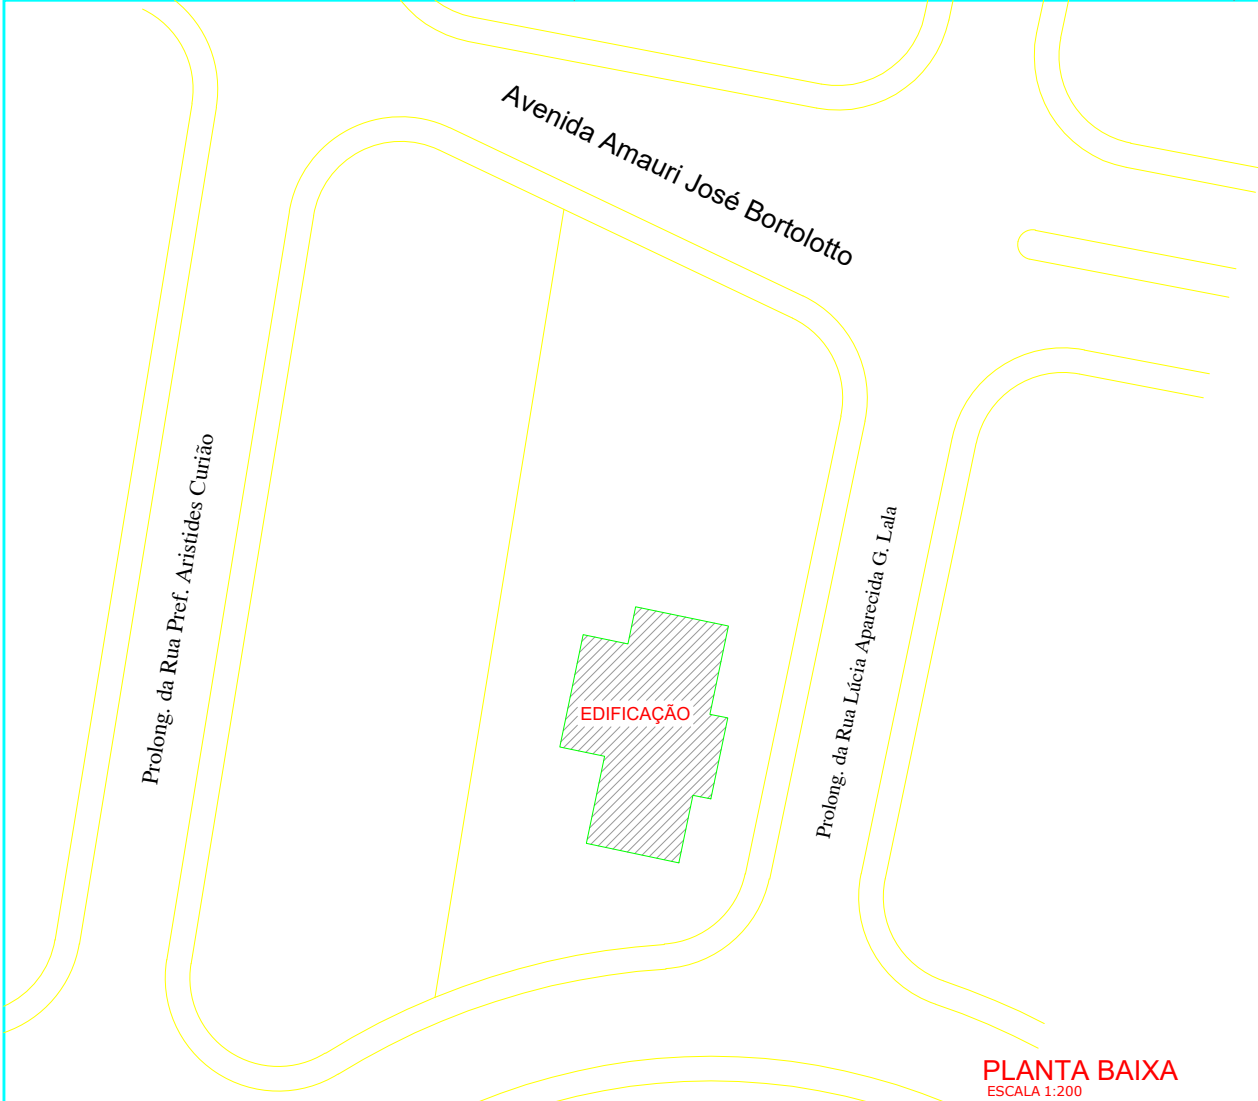 Avenida Amauri José Bortolotto
Prolong. da Rua Pref. Aristides Curião
Prolong. da Rua Lúcia Aparecida G. Lala
EDIFICAÇÃO
PLANTA BAIXA
ESCALA 1:200